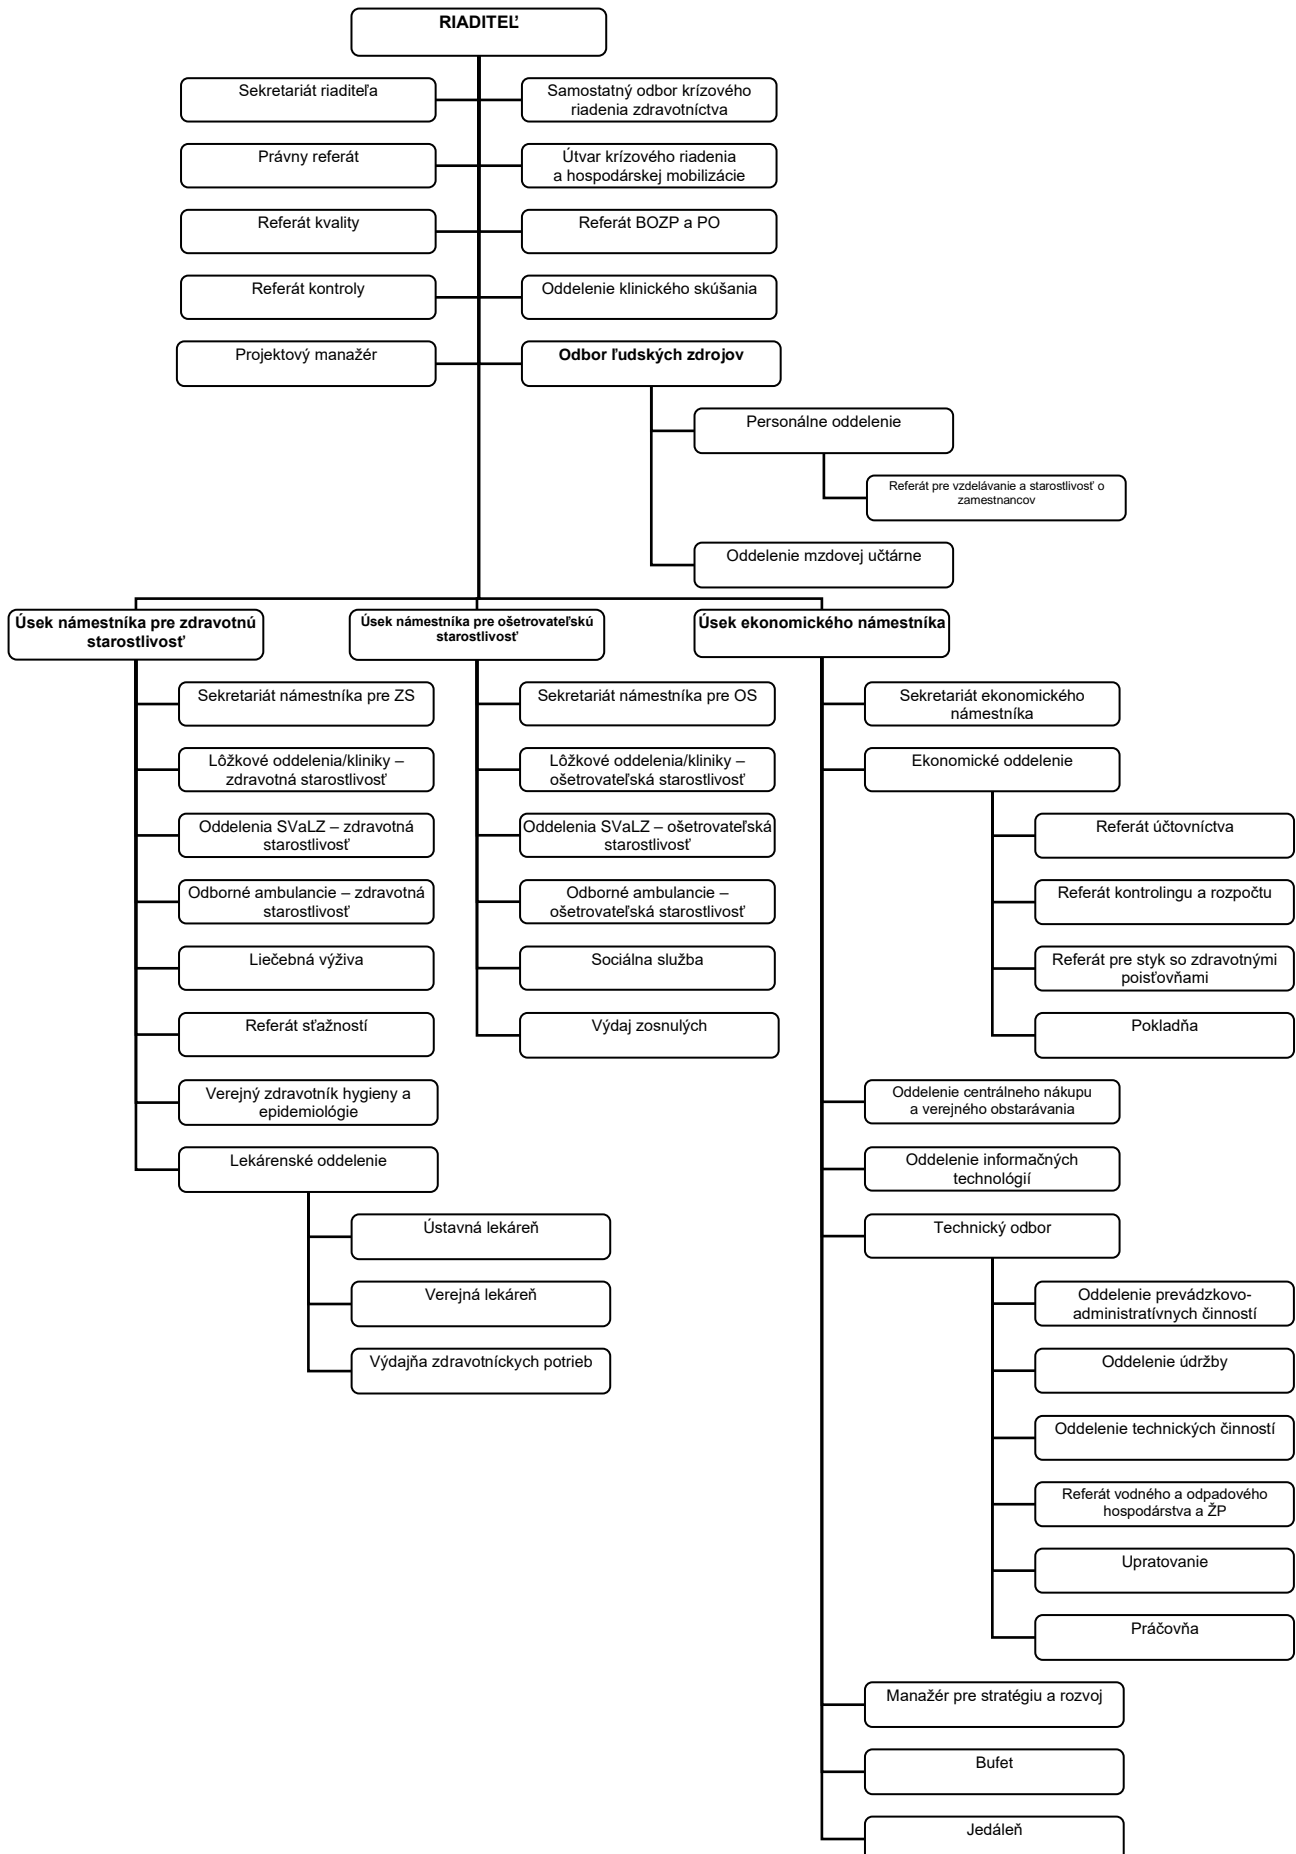 RIADITEĽ
Sekretariát riaditeľa
Samostatný odbor krízového
riadenia zdravotníctva
Právny referát
Útvar krízového riadenia
a hospodárskej mobilizácie
Referát kvality
Referát BOZP a PO
Referát kontroly
Oddelenie klinického skúšania
Projektový manažér
Odbor ľudských zdrojov
Personálne oddelenie
Referát pre vzdelávanie a starostlivosť o
zamestnancov
Oddelenie mzdovej učtárne
Úsek námestníka pre zdravotnú
starostlivosť
Sekretariát námestníka pre ZS
Lôžkové oddelenia/kliniky –
zdravotná starostlivosť
Oddelenia SVaLZ – zdravotná
starostlivosť
Odborné ambulancie – zdravotná
starostlivosť
Liečebná výživa
Referát sťažností
Verejný zdravotník hygieny a
epidemiológie
Lekárenské oddelenie
Ústavná lekáreň
Verejná lekáreň
Výdajňa zdravotníckych potrieb
Úsek námestníka pre ošetrovateľskú
starostlivosť
Sekretariát námestníka pre OS
Lôžkové oddelenia/kliniky –
ošetrovateľská starostlivosť
Oddelenia SVaLZ – ošetrovateľská
starostlivosť
Odborné ambulancie –
ošetrovateľská starostlivosť
Sociálna služba
Výdaj zosnulých
Úsek ekonomického námestníka
Sekretariát ekonomického
námestníka
Ekonomické oddelenie
Referát účtovníctva
Referát kontrolingu a rozpočtu
Referát pre styk so zdravotnými
poisťovňami
Pokladňa
Oddelenie centrálneho nákupu
a verejného obstarávania
Oddelenie informačných
technológií
Technický odbor
Oddelenie prevádzkovo-
administratívnych činností
Oddelenie údržby
Oddelenie technických činností
Referát vodného a odpadového
hospodárstva a ŽP
Upratovanie
Práčovňa
Manažér pre stratégiu a rozvoj
Bufet
Jedáleň